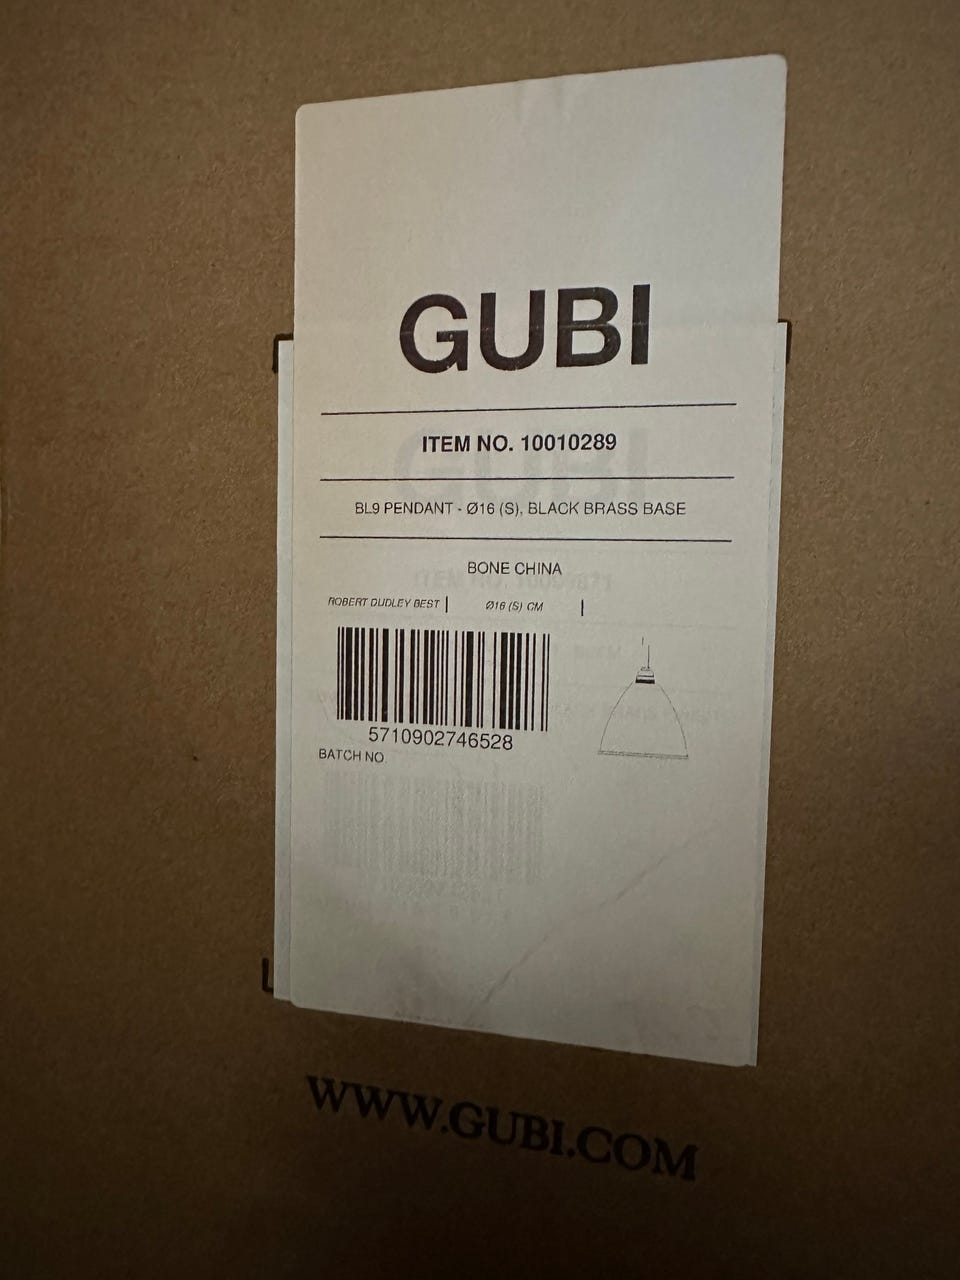 GUBI
ITEM NO. 10010289
BL9 PENDANT - Ø16 (S), BLACK BRASS BASE
BONE CHINA
ROBERT DUDLEY BEST | Ø16 (S) CM |
5710902746528
BATCH NO
WWW.GUBI.COM